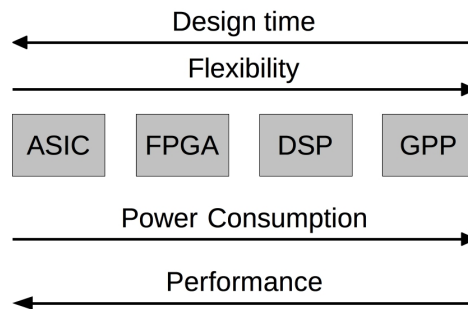 Design time
Flexibility
ASIC FPGA DSP GPP
Power Consumption
Performance